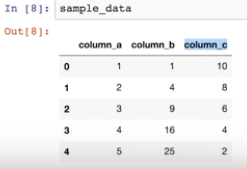 In [8]: sample_data
Out[8]:
column_a column_b column_c
0 1 1 10
1 2 4 8
2 3 9 6
3 4 16 4
4 5 25 2